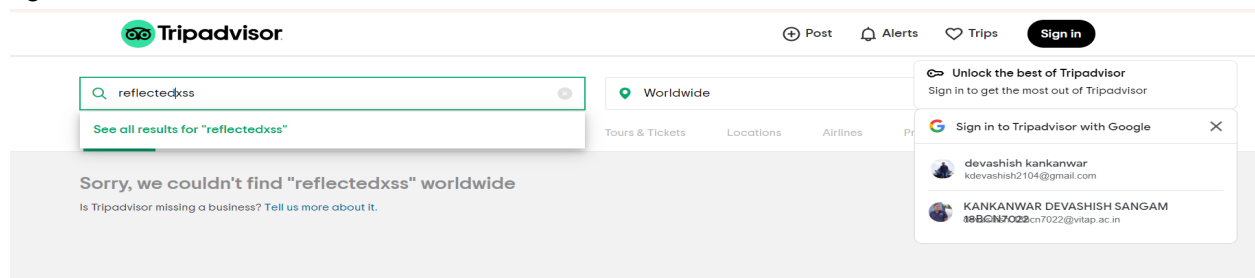 Tripadvisor
Post
Alerts
Trips
Sign in
reflectedxss
Worldwide
Unlock the best of Tripadvisor
Sign in to get the most out of Tripadvisor
See all results for "reflectedxss"
Tours & Tickets
Locations
Airlines
Sign in to Tripadvisor with Google
Sorry, we couldn't find "reflectedxss" worldwide
Is Tripadvisor missing a business? Tell us more about it.
devashish kankanwar
kdevashish2104@gmail.com
KANKANWAR DEVASHISH SANGAM
18BCN7022